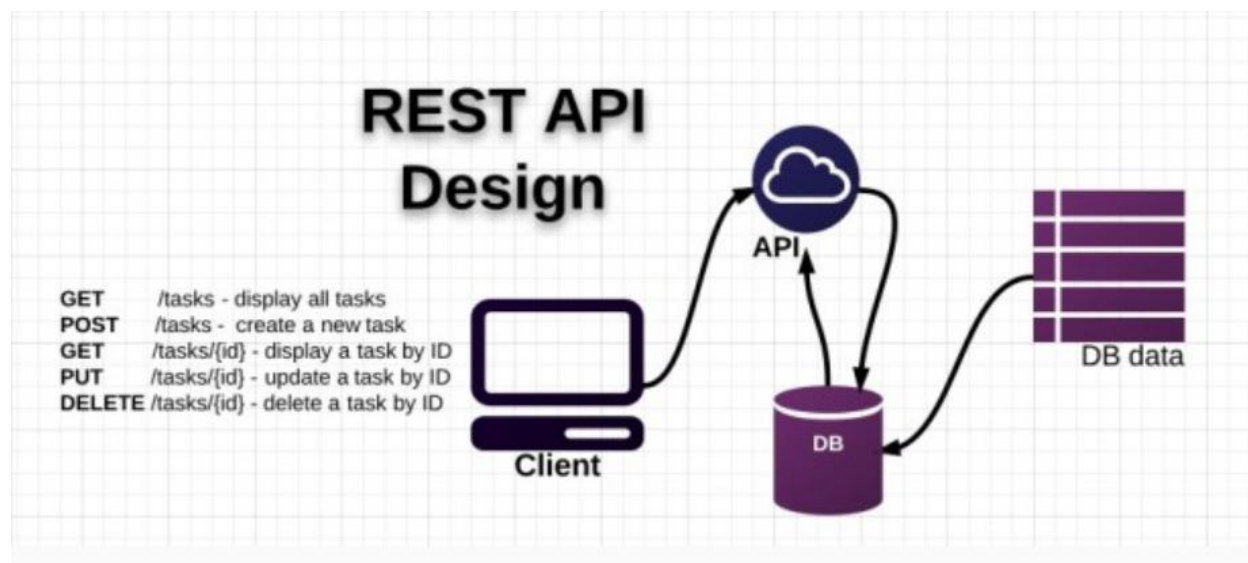 REST API
Design
GET /tasks - display all tasks
POST /tasks - create a new task
GET /tasks/{id} - display a task by ID
PUT /tasks/{id} - update a task by ID
DELETE /tasks/{id} - delete a task by ID
Client
API
DB
DB data